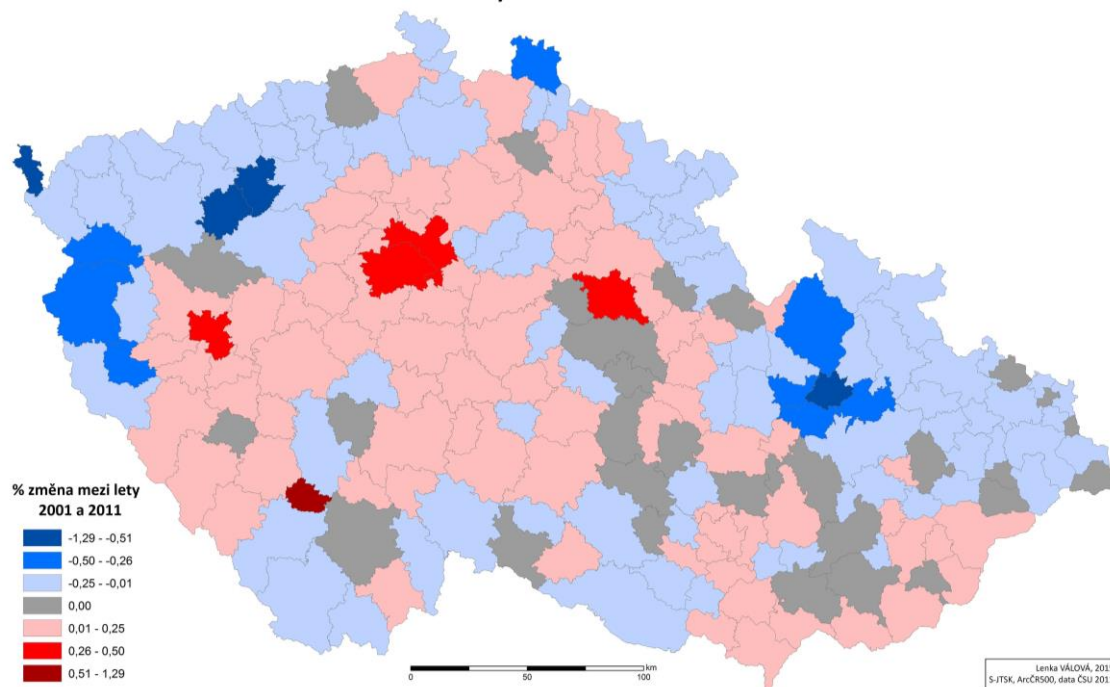 % změna mezi lety
2001 a 2011
-1,29 - -0,51
-0,50 - -0,26
-0,25 - -0,01
0,00
0,01 - 0,25
0,26 - 0,50
0,51 - 1,29
0 50 100
km
Lenka VÁLOVÁ,
S-JTSK, ArcČR500, data ČSÚ